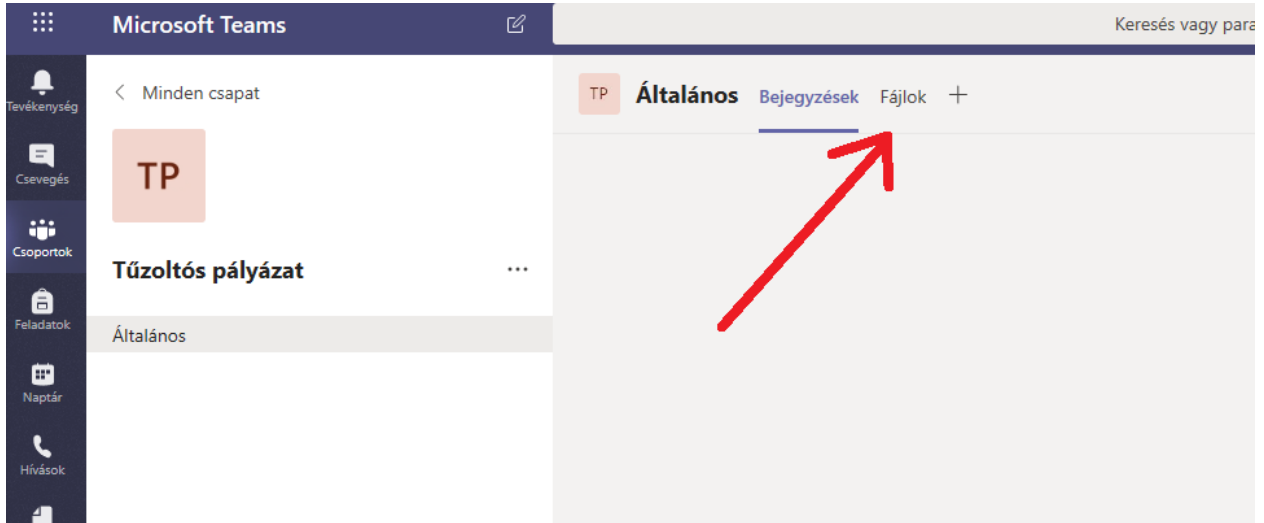 Microsoft Teams
Keresés vagy para
Tevékenység
Csevegés
Csoportok
Feladatok
Naptár
Hívások
Minden csapat
TP
Tűzoltós pályázat
Általános
TP Általános Bejegyzések Fájlok